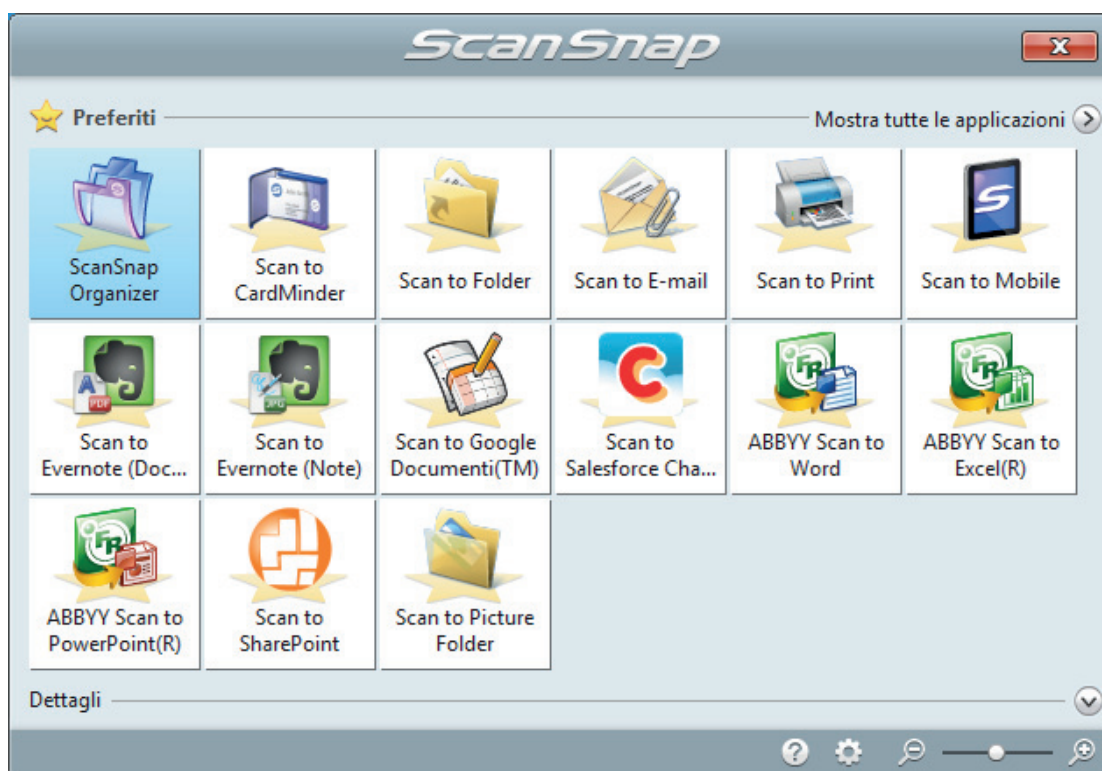 ScanSnap
Preferiti
Mostra tutte le applicazioni
ScanSnap
Organizer
Scan to
CardMinder
Scan to Folder
Scan to E-mail
Scan to Print
Scan to Mobile
Scan to
Evernote (Doc...
Scan to
Evernote (Note)
Scan to Google
Documenti(TM)
Scan to
Salesforce Cha...
ABBYY Scan to
Word
ABBYY Scan to
Excel(R)
ABBYY Scan to
PowerPoint(R)
Scan to
SharePoint
Scan to Picture
Folder
Dettagli